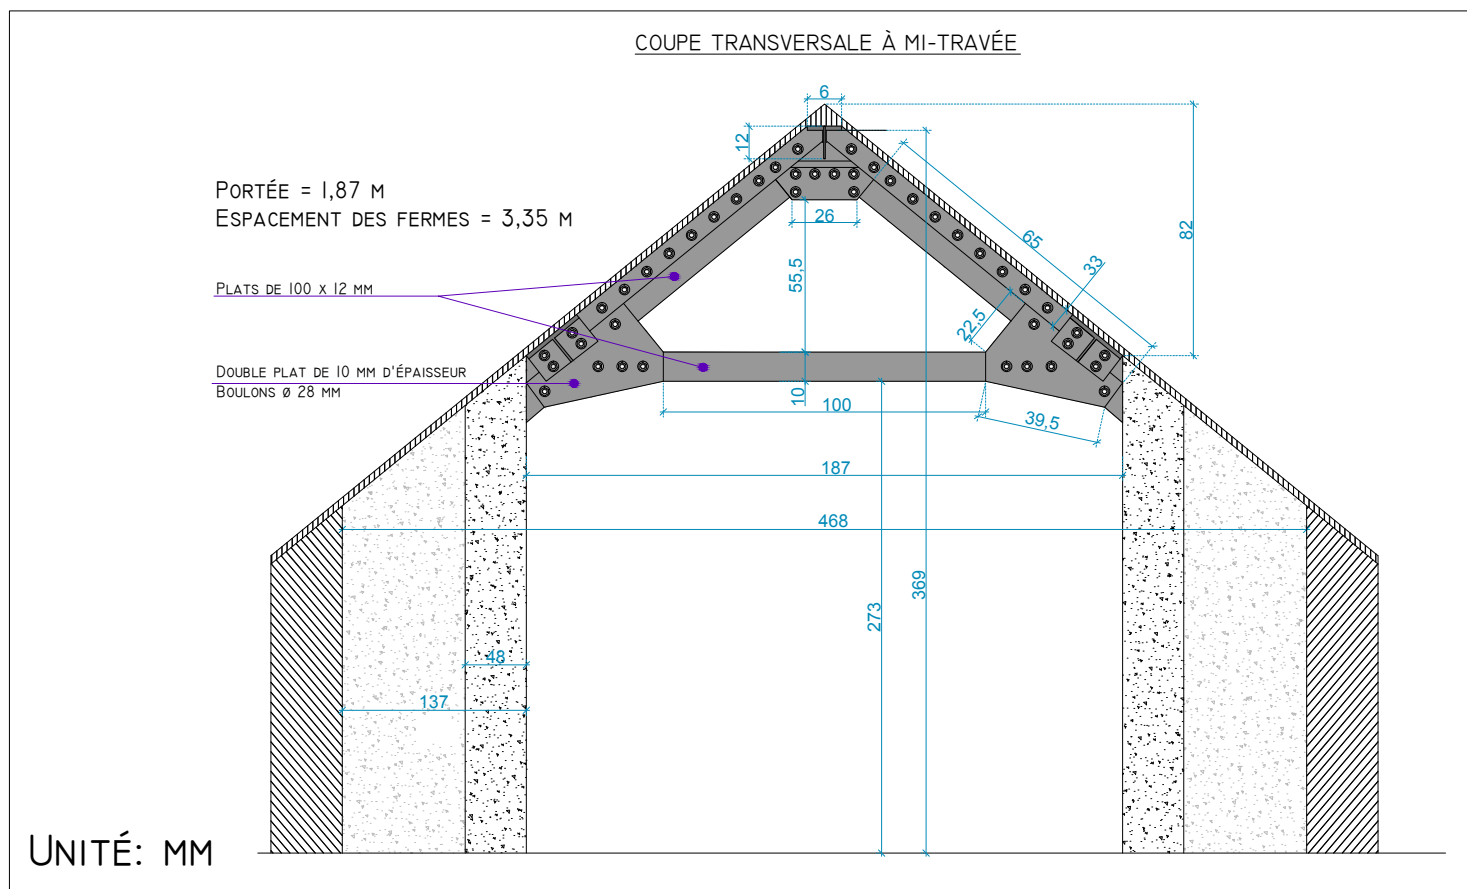 COUPE TRANSVERSALE À MI-TRAVÉE
6
12
PORTÉE = 1,87 M
ESPACEMENT DES FERMES = 3,35 M
26
65
82
33
55,5
PLATS DE 100 X 12 MM
22,5
DOUBLE PLAT DE 10 MM D'ÉPAISSEUR
BOULONS ø 28 MM
10
100
39,5
187
468
369
273
48
137
UNITÉ: MM